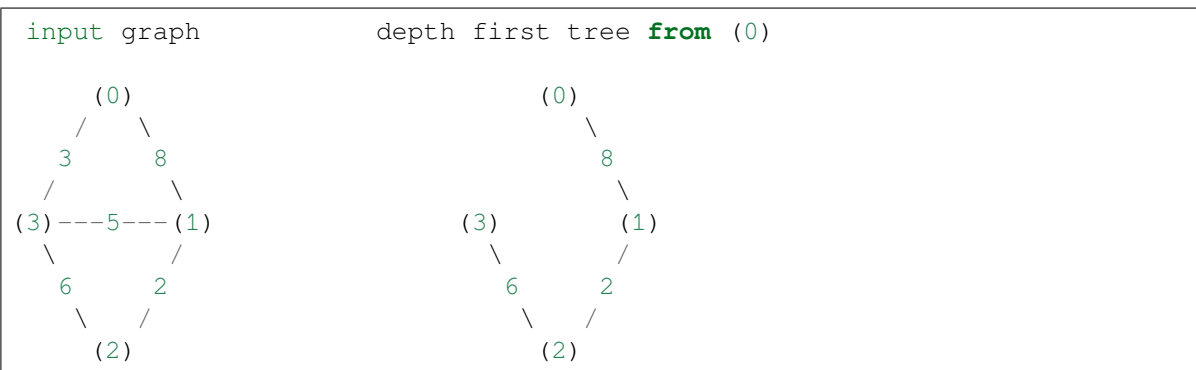 input graph            depth first tree from (0)
     (0)                         (0)
    /   \                           \
   3     8                           8
  /       \                           \
(3)---5---(1)               (3)       (1)
  \       /                   \       /
   6     2                     6     2
    \   /                       \   /
     (2)                         (2)